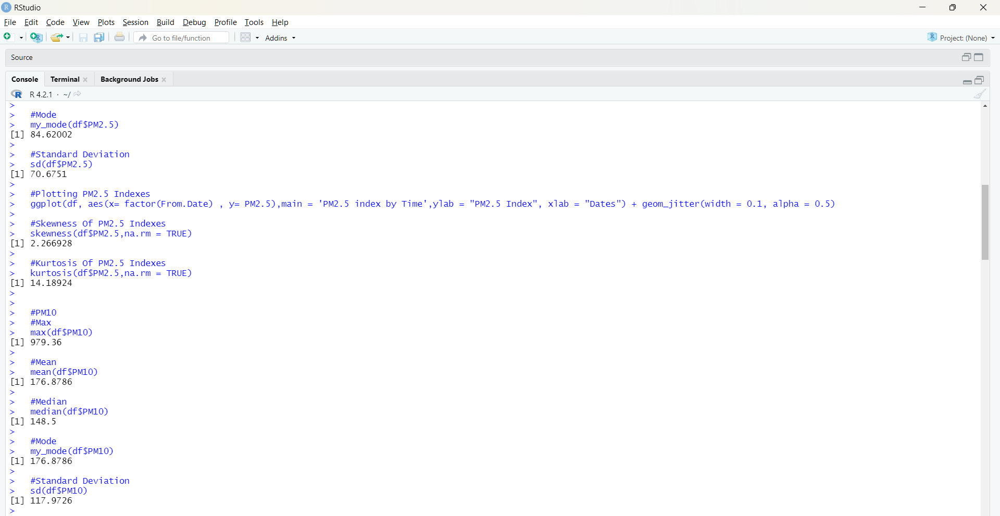 RStudio
File Edit Code View Plots Session Build Debug Profile Tools Help
Go to file/function Addins Project: (None)
Source
Console Terminal Background Jobs
R 4.2.1 · ~/
>
> #Mode
> my_mode(df$PM2.5)
[1] 84.62002
>
> #Standard Deviation
> sd(df$PM2.5)
[1] 70.6751
>
> #Plotting PM2.5 Indexes
> ggplot(df, aes(x= factor(From.Date) , y= PM2.5),main = 'PM2.5 index by Time',ylab = "PM2.5 Index", xlab = "Dates") + geom_jitter(width = 0.1, alpha = 0.5)
>
> #Skewness Of PM2.5 Indexes
> skewness(df$PM2.5,na.rm = TRUE)
[1] 2.266928
>
> #Kurtosis Of PM2.5 Indexes
> kurtosis(df$PM2.5,na.rm = TRUE)
[1] 14.18924
>
>
> #PM10
> #Max
> max(df$PM10)
[1] 979.36
>
> #Mean
> mean(df$PM10)
[1] 176.8786
>
> #Median
> median(df$PM10)
[1] 148.5
>
> #Mode
> my_mode(df$PM10)
[1] 176.8786
>
> #Standard Deviation
> sd(df$PM10)
[1] 117.9726
>